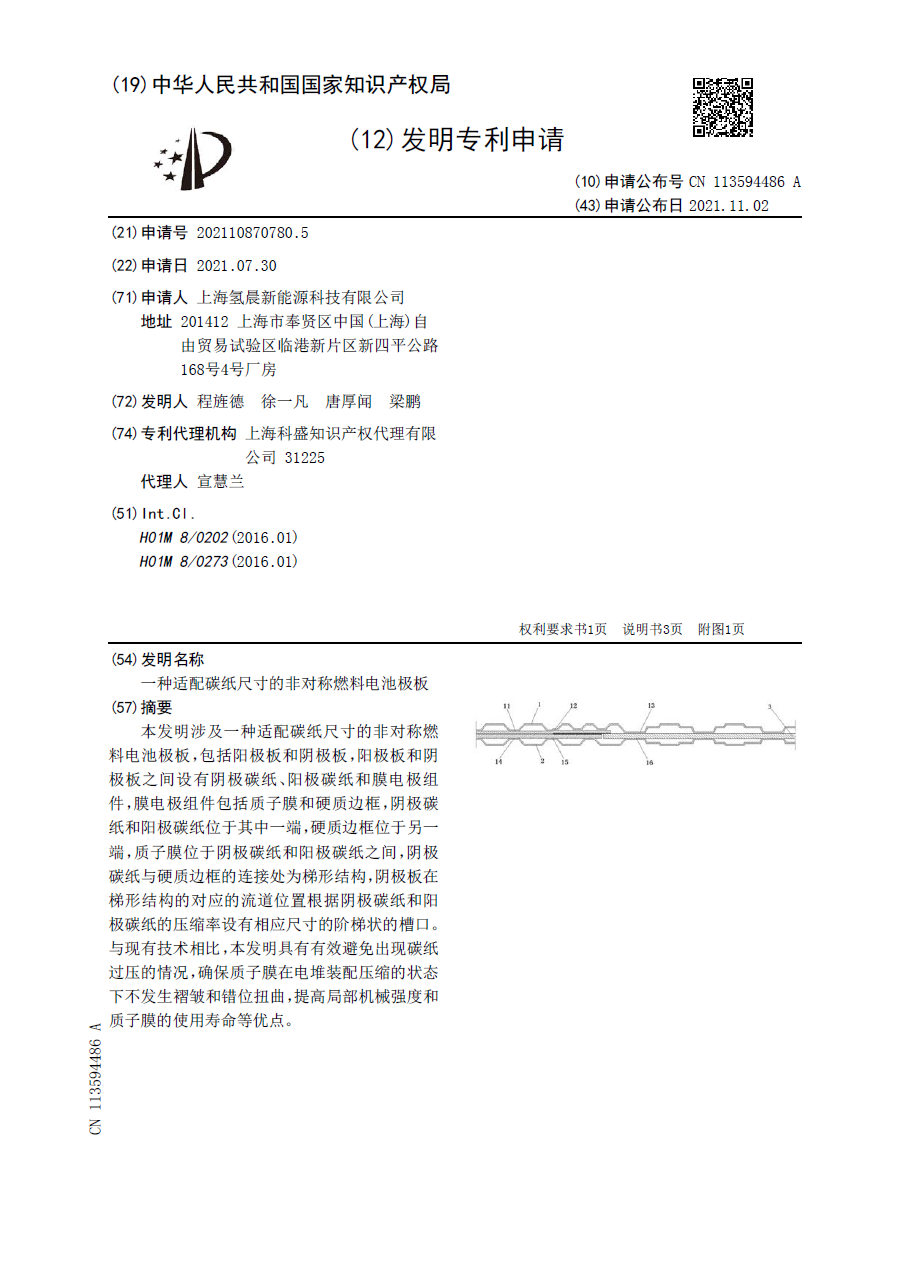 (19)中华人民共和国国家知识产权局
(12)发明专利申请
(10)申请公布号 CN 113594486 A
(43)申请公布日 2021.11.02
(21)申请号 202110870780.5
(22)申请日 2021.07.30
(71)申请人 上海氢晨新能源科技有限公司
地址 201412 上海市奉贤区中国(上海)自
由贸易试验区临港新片区新四平公路
168号4号厂房
(72)发明人 程旌德 徐一凡 唐厚闻 梁鹏
(74)专利代理机构 上海科盛知识产权代理有限
公司 31225
代理人 宣慧兰
(51)Int.Cl.
H01M 8/0202(2016.01)
H01M 8/0273(2016.01)
权利要求书1页 说明书3页 附图1页
(54)发明名称
一种适配碳纸尺寸的非对称燃料电池极板
(57)摘要
本发明涉及一种适配碳纸尺寸的非对称燃
料电池极板,包括阳极板和阴极板,阳极板和阴
极板之间设有阴极碳纸、阳极碳纸和膜电极组
件,膜电极组件包括质子膜和硬质边框,阴极碳
纸和阳极碳纸位于其中一端,硬质边框位于另一
端,质子膜位于阴极碳纸和阳极碳纸之间,阴极
碳纸与硬质边框的连接处为梯形结构,阴极板在
梯形结构的对应的流道位置根据阴极碳纸和阳
极碳纸的压缩率设有相应尺寸的阶梯状的槽口。
与现有技术相比,本发明具有有效避免出现碳纸
过压的情况,确保质子膜在电堆装配压缩的状态
下不发生褶皱和错位扭曲,提高局部机械强度和
质子膜的使用寿命等优点。
11 1 12 13 3
14 2 15 16
CN 113594486 A